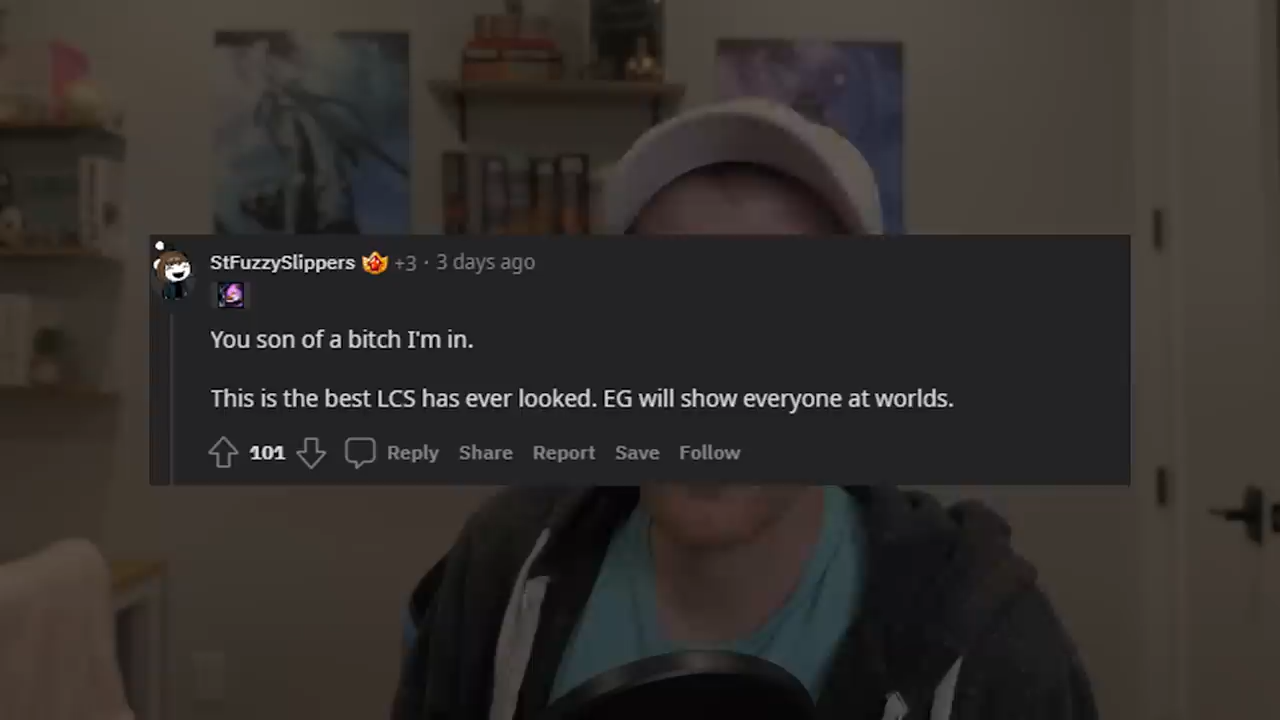 StFuzzySlippers +3 · 3 days ago
You son of a bitch I'm in.
This is the best LCS has ever looked. EG will show everyone at worlds.
101 Reply Share Report Save Follow